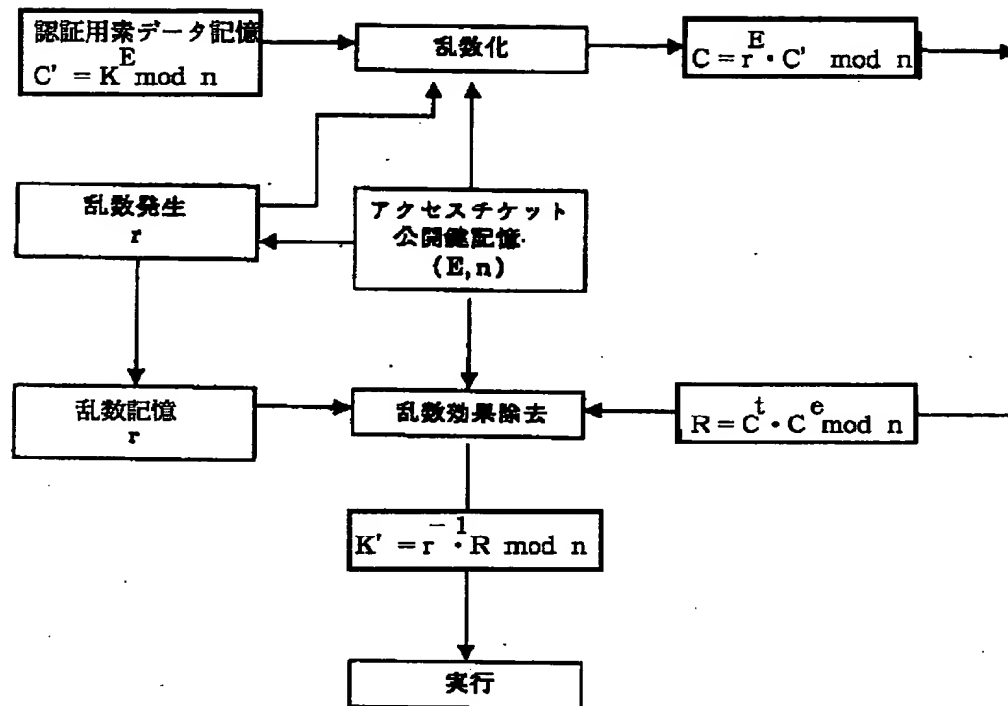 認証用素データ記憶
C' = K^E mod n
乱数化
C = r^E · C' mod n
乱数発生
r
アクセスチケット
公開健記憶
(E, n)
乱数記憶
r
乱数効果除去
R = C^t · C^e mod n
K' = r^-1 · R mod n
実行